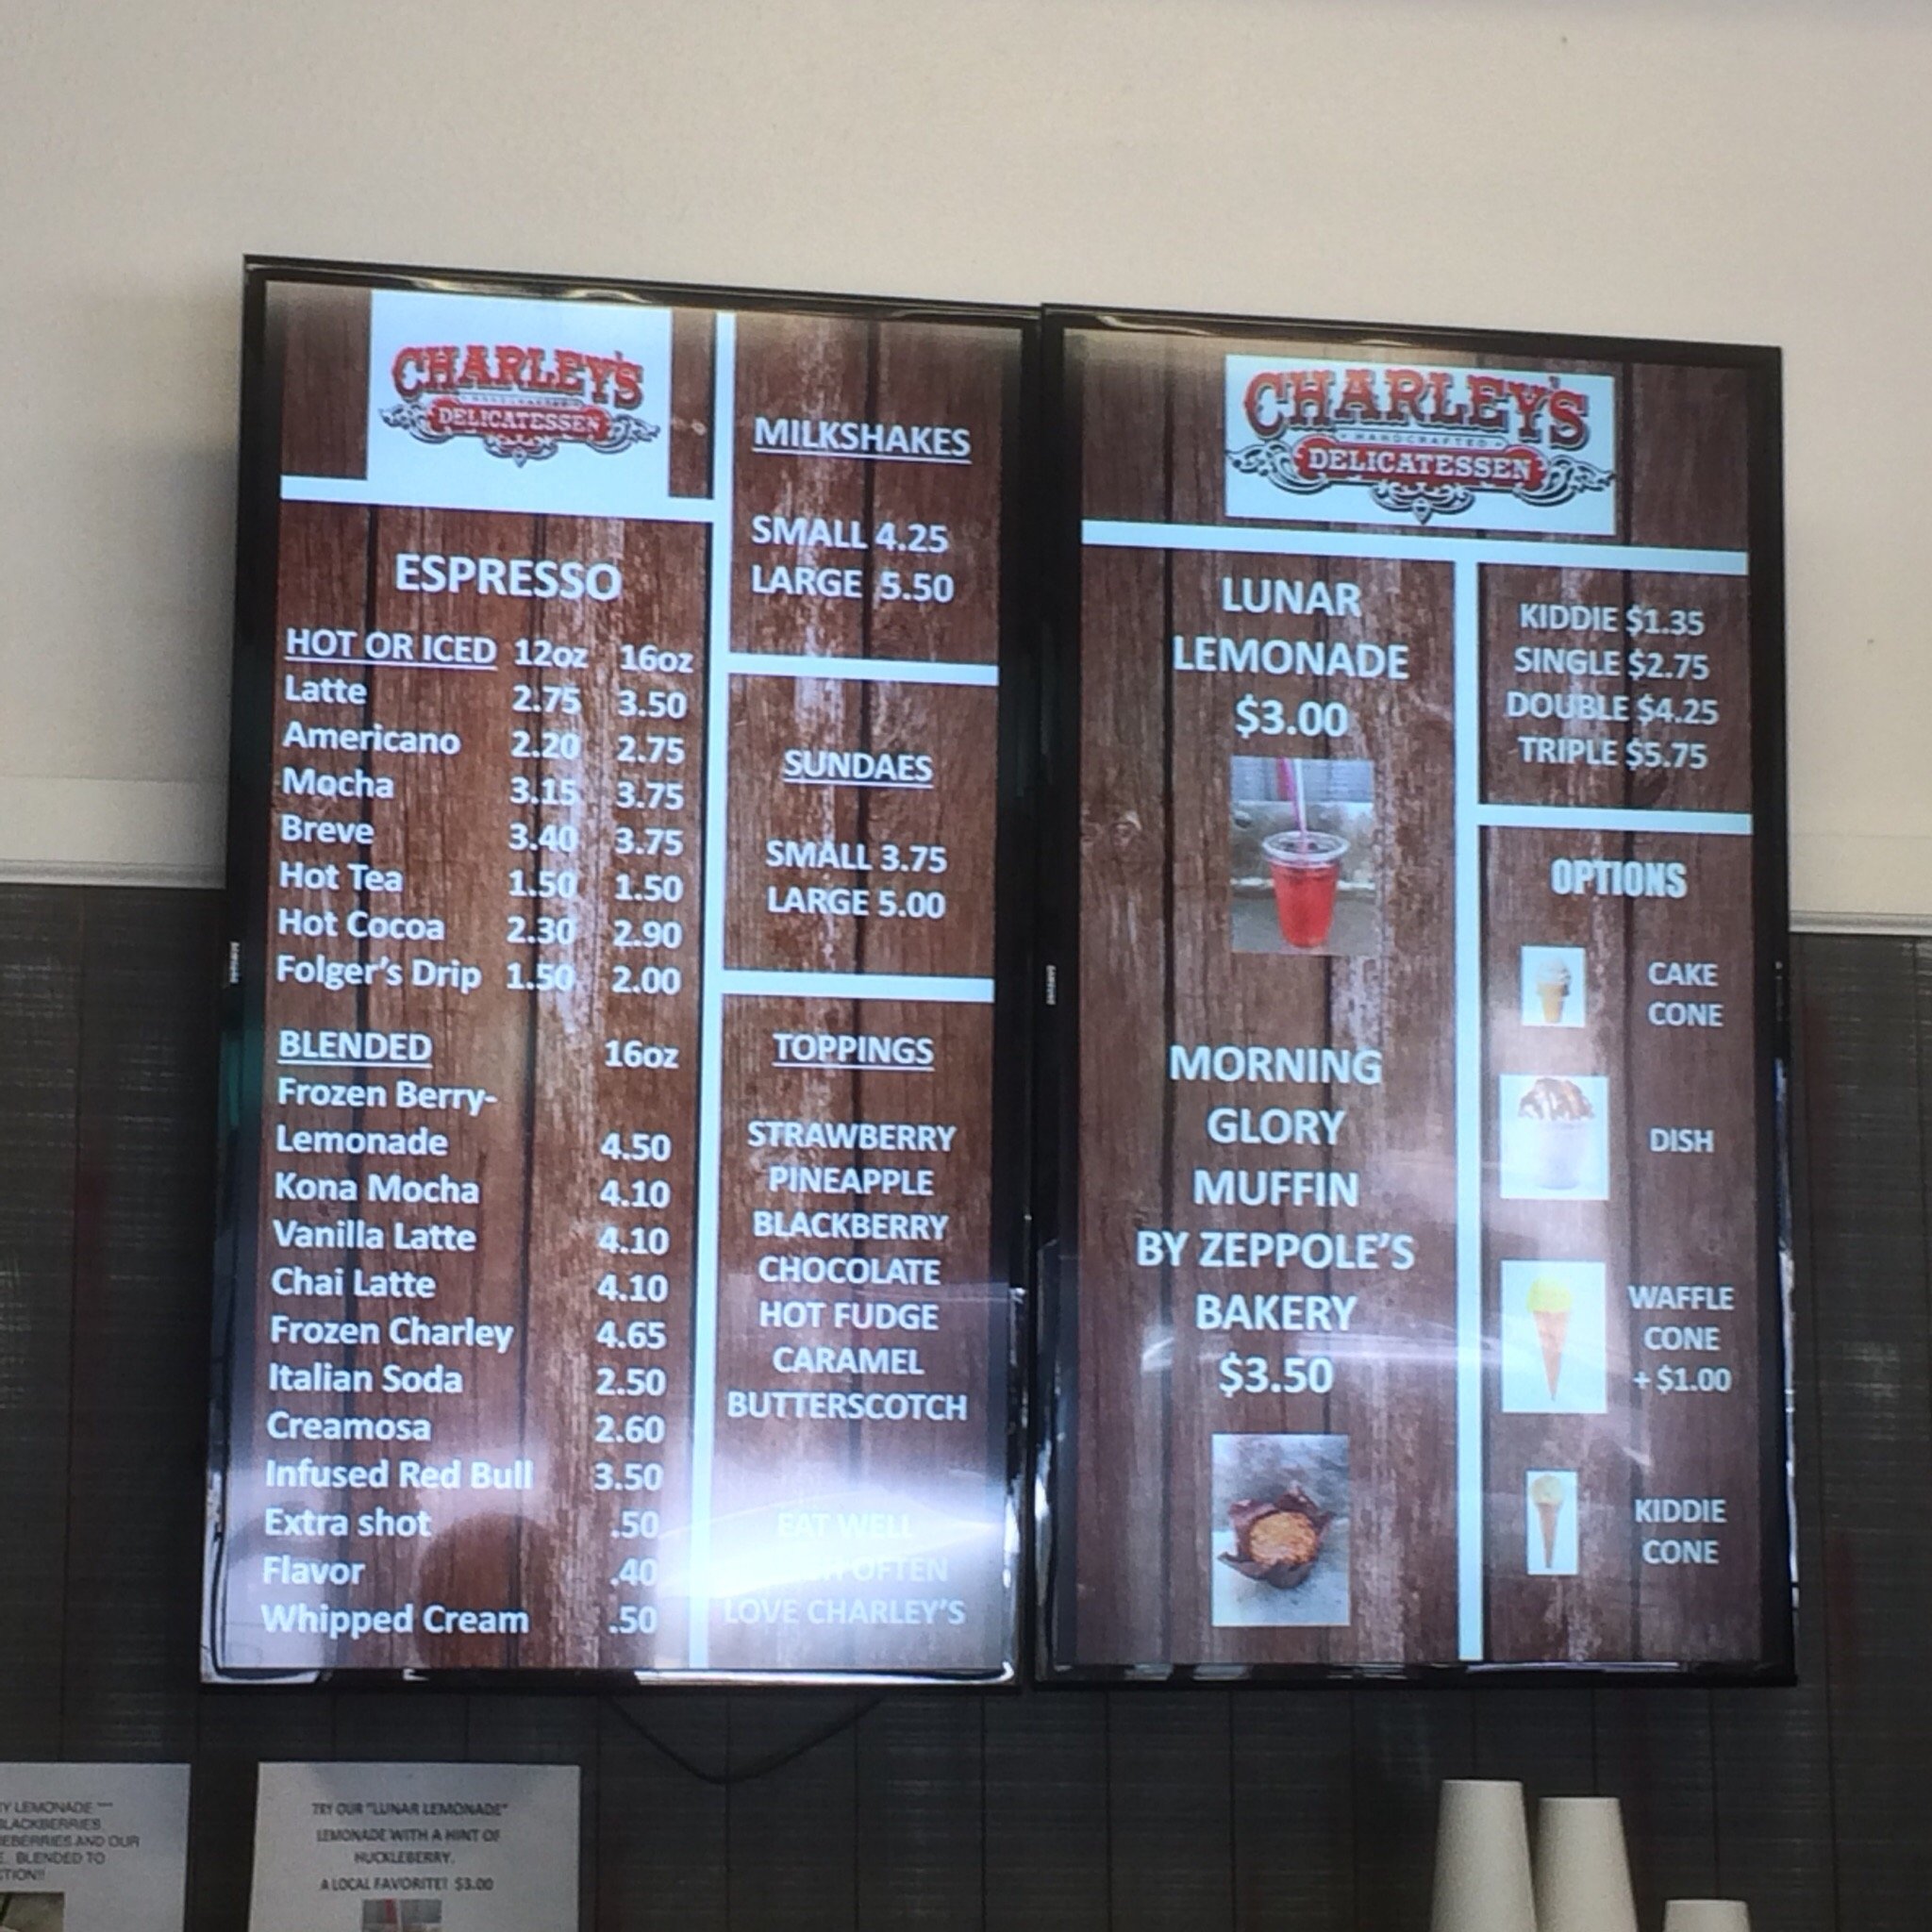 CHARLEY'S
HANDCRAFTED
DELICATESSEN
ESPRESSO
HOT OR ICED 12oz 16oz
Latte 2.75 3.50
Americano 2.20 2.75
Mocha 3.15 3.75
Breve 3.40 3.75
Hot Tea 1.50 1.50
Hot Cocoa 2.30 2.90
Folger's Drip 1.50 2.00
BLENDED 16oz
Frozen Berry-
Lemonade 4.50
Kona Mocha 4.10
Vanilla Latte 4.10
Chai Latte 4.10
Frozen Charley 4.65
Italian Soda 2.50
Creamosa 2.60
Infused Red Bull 3.50
Extra shot .50
Flavor .40
Whipped Cream .50
MILKSHAKES
SMALL 4.25
LARGE 5.50
SUNDAES
SMALL 3.75
LARGE 5.00
TOPPINGS
STRAWBERRY
PINEAPPLE
BLACKBERRY
CHOCOLATE
HOT FUDGE
CARAMEL
BUTTERSCOTCH
EAT WELL
OFTEN
LOVE CHARLEY'S
CHARLEY'S
HANDCRAFTED
DELICATESSEN
LUNAR
LEMONADE
$3.00
MORNING
GLORY
MUFFIN
BY ZEPPOLE'S
BAKERY
$3.50
KIDDIE $1.35
SINGLE $2.75
DOUBLE $4.25
TRIPLE $5.75
OPTIONS
CAKE
CONE
DISH
WAFFLE
CONE
+ $1.00
KIDDIE
CONE
LEMONADE
BLACKBERRIES
AND OUR
BLENDED TO
TRY OUR "LUNAR LEMONADE"
LEMONADE WITH A HINT OF
HUCKLEBERRY.
A LOCAL FAVORITE! $3.00